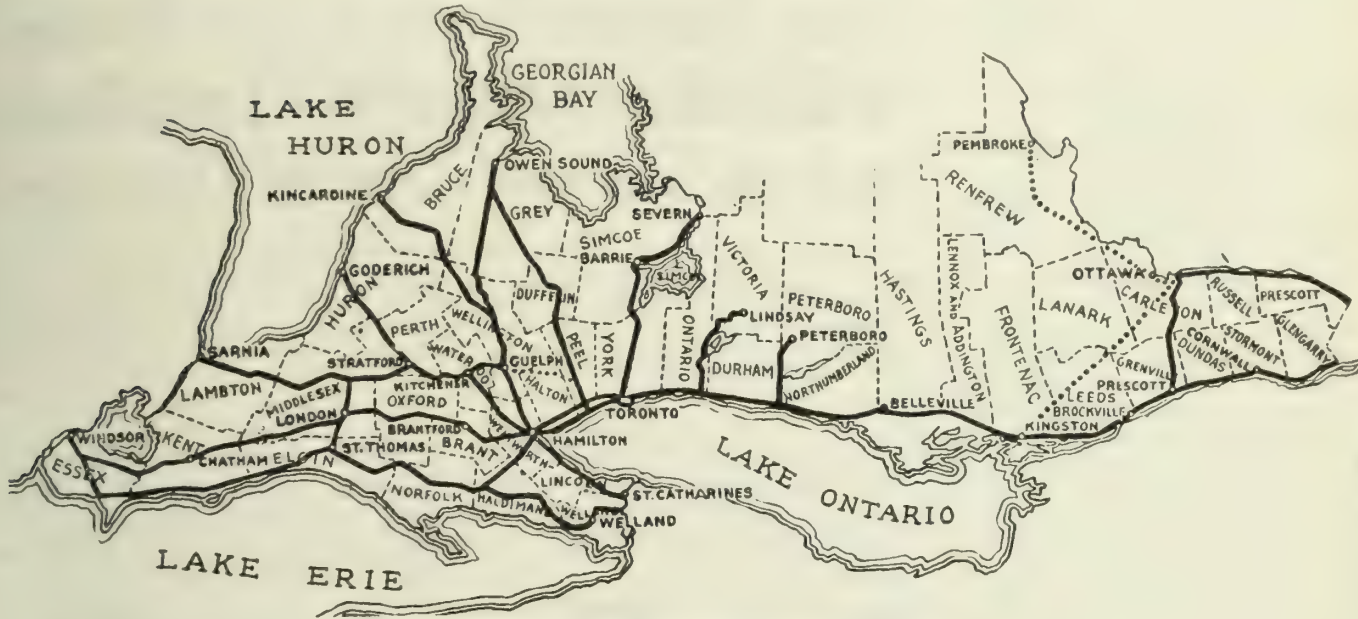 GEORGIAN
BAY
LAKE
HURON
PEMBROKE
OWEN SOUND
KINCARDINE
BRUCE
RENFREW
GREY
SEVERN
SIMCOE
BARRIE
VICTORIA
HASTINGS
LENNOX AND ADDINGTON
GODERICH
HURON
L. SIMCOE
OTTAWA
CARLETON
RUSSELL
PRESCOTT
DUFFERIN
PETERBORO
LANARK
FRONTENAC
PERTH
WELLINGTON
PEEL
YORK
ONTARIO
LINDSAY
PETERBORO
STORMONT
GLENGARRY
CORNWALL
DUNDAS
SARNIA
STRATFORD
WATERLOO
GUELPH
HALTON
DURHAM
NORTHUMBERLAND
GRENVILLE
PRESCOTT
LAMBTON
MIDDLESEX
KITCHENER
OXFORD
LEEDS
BROCKVILLE
LONDON
TORONTO
BELLEVILLE
KINGSTON
WINDSOR
KENT
BRANTFORD
BRANT
WENTWORTH
HAMILTON
ESSEX
CHATHAM
ELGIN
ST. THOMAS
LINCOLN
LAKE ONTARIO
NORFOLK
HALDIMAND
WELLAND
ST. CATHARINES
WELLAND
LAKE ERIE